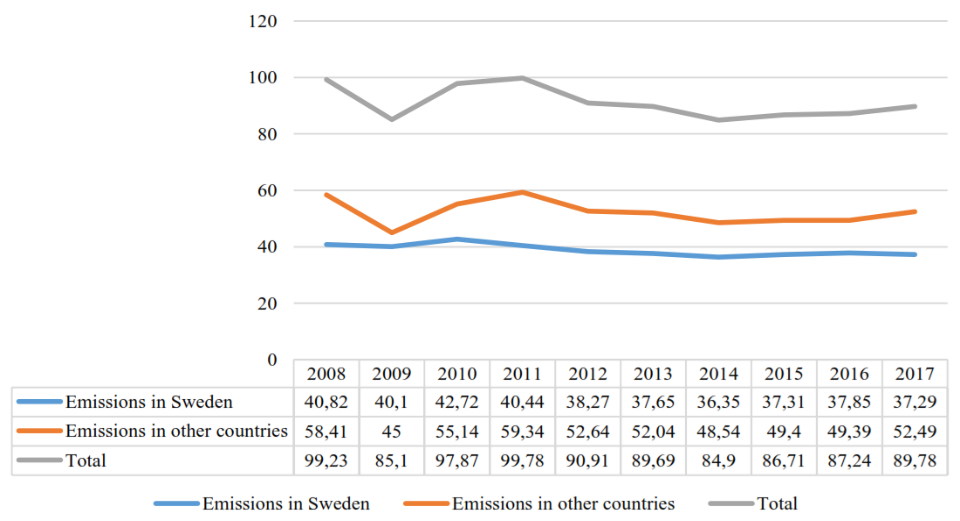 120
100
80
60
40
20
0
2008 2009 2010 2011 2012 2013 2014 2015 2016 2017
Emissions in Sweden 40,82 40,1 42,72 40,44 38,27 37,65 36,35 37,31 37,85 37,29
Emissions in other countries 58,41 45 55,14 59,34 52,64 52,04 48,54 49,4 49,39 52,49
Total 99,23 85,1 97,87 99,78 90,91 89,69 84,9 86,71 87,24 89,78
Emissions in Sweden Emissions in other countries Total